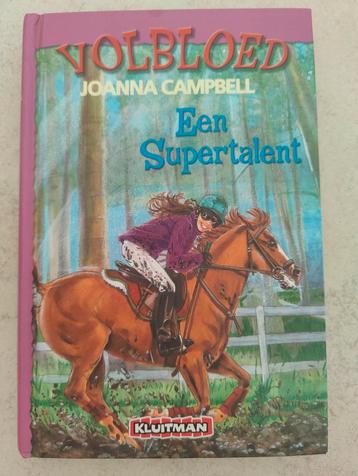 VOLBLOED
JOANNA CAMPBELL
Een
Supertalent
KLUITMAN